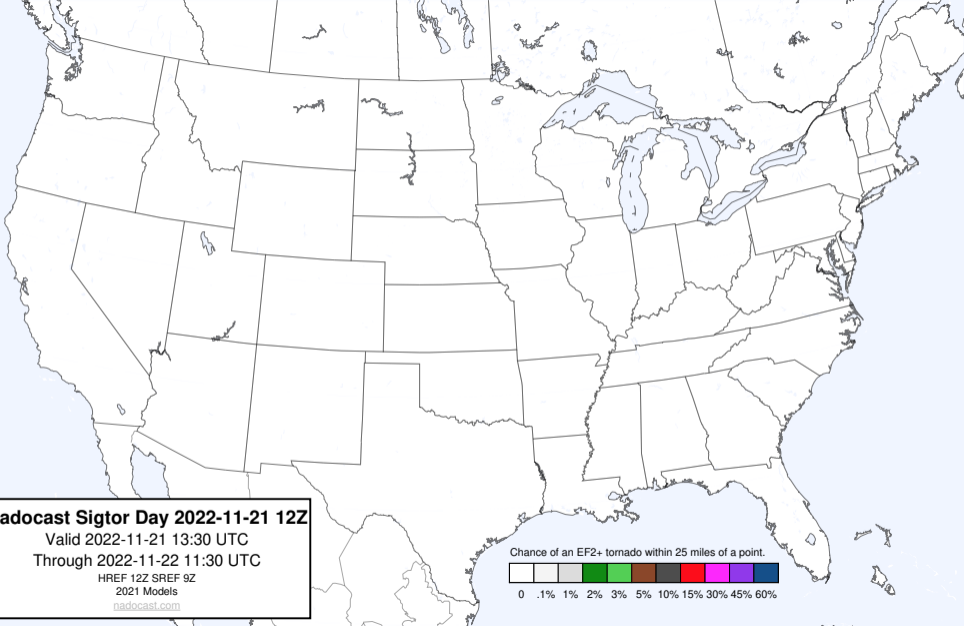 adocast Sigtor Day 2022-11-21 12Z
Valid 2022-11-21 13:30 UTC
Through 2022-11-22 11:30 UTC
HREF 12Z SREF 9Z
2021 Models
nadocast.com
Chance of an EF2+ tornado within 25 miles of a point.
0 .1% 1% 2% 3% 5% 10% 15% 30% 45% 60%